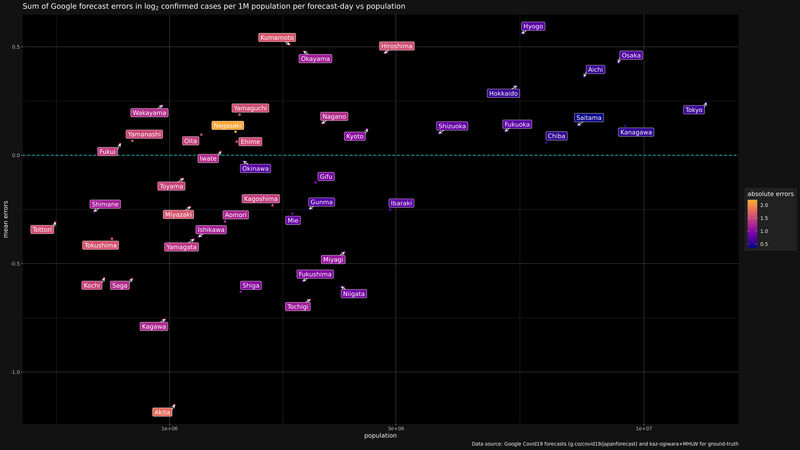 Sum of Google forecast errors in log2 confirmed cases per 1M population per forecast-day vs population
Hyogo
Kumamoto
Hiroshima
Okayama
Osaka
Aichi
Hokkaido
Wakayama
Yamaguchi
Tokyo
Nagano
Saitama
Nagasaki
Shizuoka
Fukuoka
Yamanashi
Kyoto
Kanagawa
Chiba
Oita
Ehime
Fukui
Iwate
Okinawa
Gifu
Toyama
Kagoshima
Shimane
Gunma
Ibaraki
Miyazaki
Aomori
Mie
Tottori
Ishikawa
Tokushima
Yamagata
Miyagi
Fukushima
Kochi
Saga
Shiga
Niigata
Tochigi
Kagawa
Akita
0.5
0.0
-0.5
-1.0
mean errors
1e+06
3e+06
1e+07
population
absolute errors
2.0
1.5
1.0
0.5
Data source: Google Covid19 forecasts (g.co/covid19/japanforecast) and kaz-ogiwara+MHLW for ground-truth